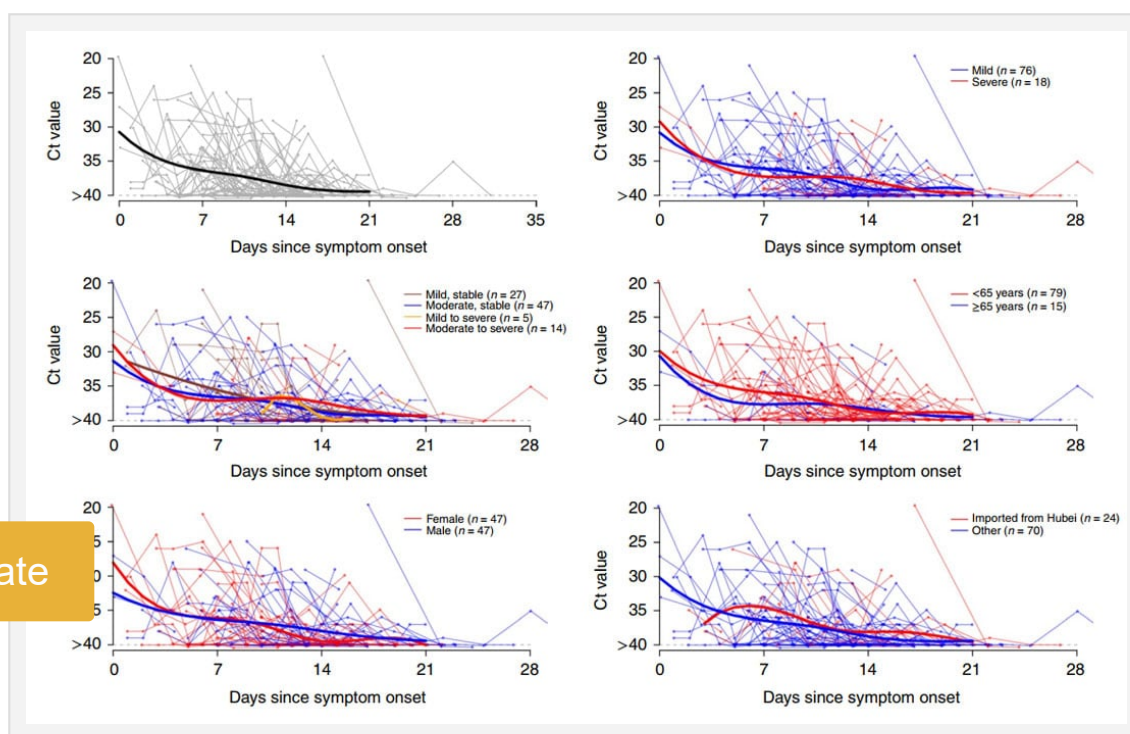 20
25
30
35
>40
Ct value
0 7 14 21 28 35
Days since symptom onset
20
25
30
35
>40
Ct value
Mild (n = 76)
Severe (n = 18)
0 7 14 21 28
Days since symptom onset
20
25
30
35
>40
Ct value
Mild, stable (n = 27)
Moderate, stable (n = 47)
Mild to severe (n = 5)
Moderate to severe (n = 14)
0 7 14 21 28
Days since symptom onset
20
25
30
35
>40
Ct value
<65 years (n = 79)
≥65 years (n = 15)
0 7 14 21 28
Days since symptom onset
20
5
0
5
>40
ate
Female (n = 47)
Male (n = 47)
0 7 14 21 28
Days since symptom onset
20
25
30
35
>40
Ct value
Imported from Hubei (n = 24)
Other (n = 70)
0 7 14 21 28
Days since symptom onset